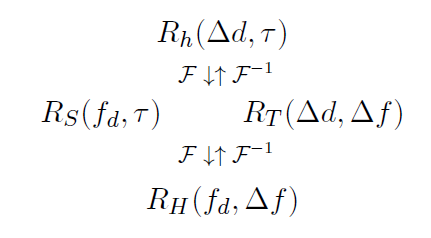 R_h(Δd, τ)
ℱ ↓↑ ℱ⁻¹
R_S(f_d, τ) R_T(Δd, Δf)
ℱ ↓↑ ℱ⁻¹
R_H(f_d, Δf)